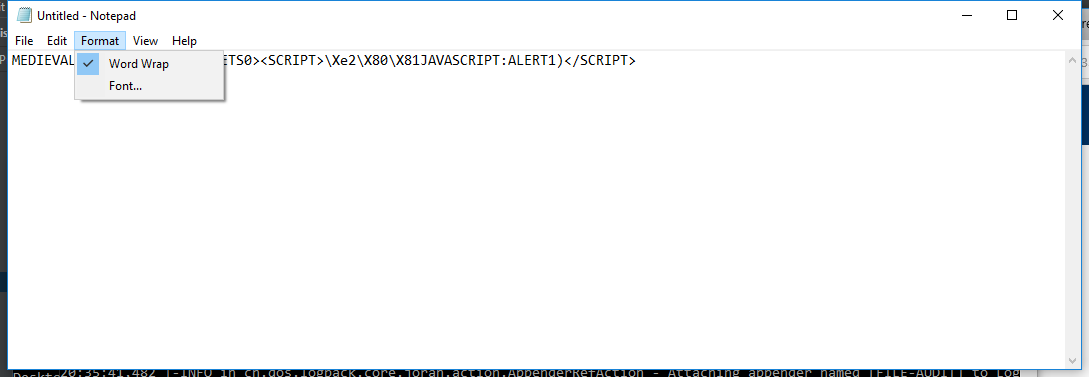 Untitled - Notepad
File Edit Format View Help
MEDIEVAL ETS0><SCRIPT>\Xe2\X80\X81JAVASCRIPT:ALERT1)</SCRIPT>
Word Wrap
Font...
20:35:41.482 |-INFO in ch.qos.logback.core.joran.action.AppenderRefAction - Attaching appender named [FILE-AUDIT] to Log